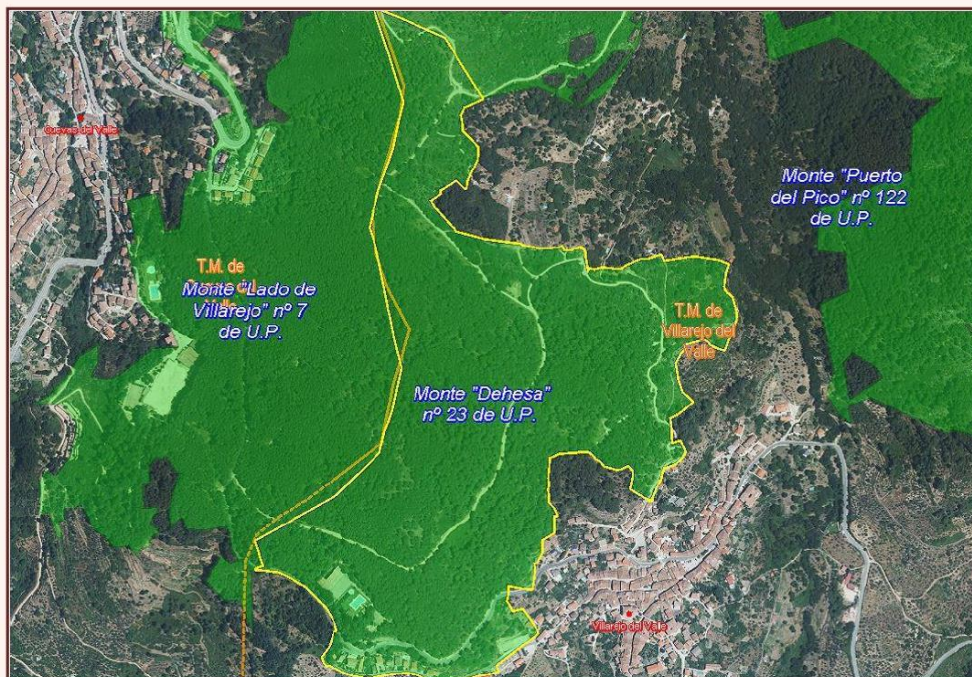 Cuevas del Valle
Monte "Puerto
del Pico" nº 122
de U.P.
T.M. de
Monte "Lado de
Villarejo" nº 7
de U.P.
T.M. de
Villarejo del
Valle
Monte "Dehesa"
nº 23 de U.P.
Villarejo del Valle